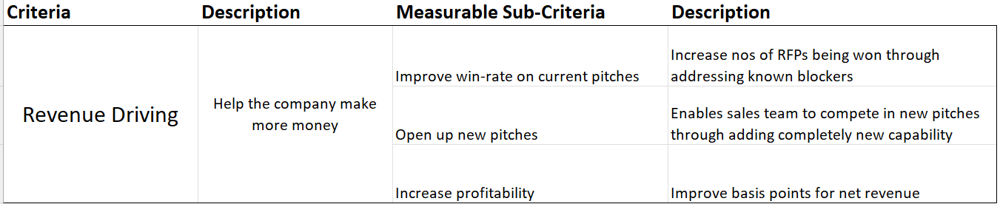 Criteria Description Measurable Sub-Criteria Description
Revenue Driving
Help the company make
more money
Improve win-rate on current pitches
Increase nos of RFPs being won through
addressing known blockers
Open up new pitches
Enables sales team to compete in new pitches
through adding completely new capability
Increase profitability
Improve basis points for net revenue